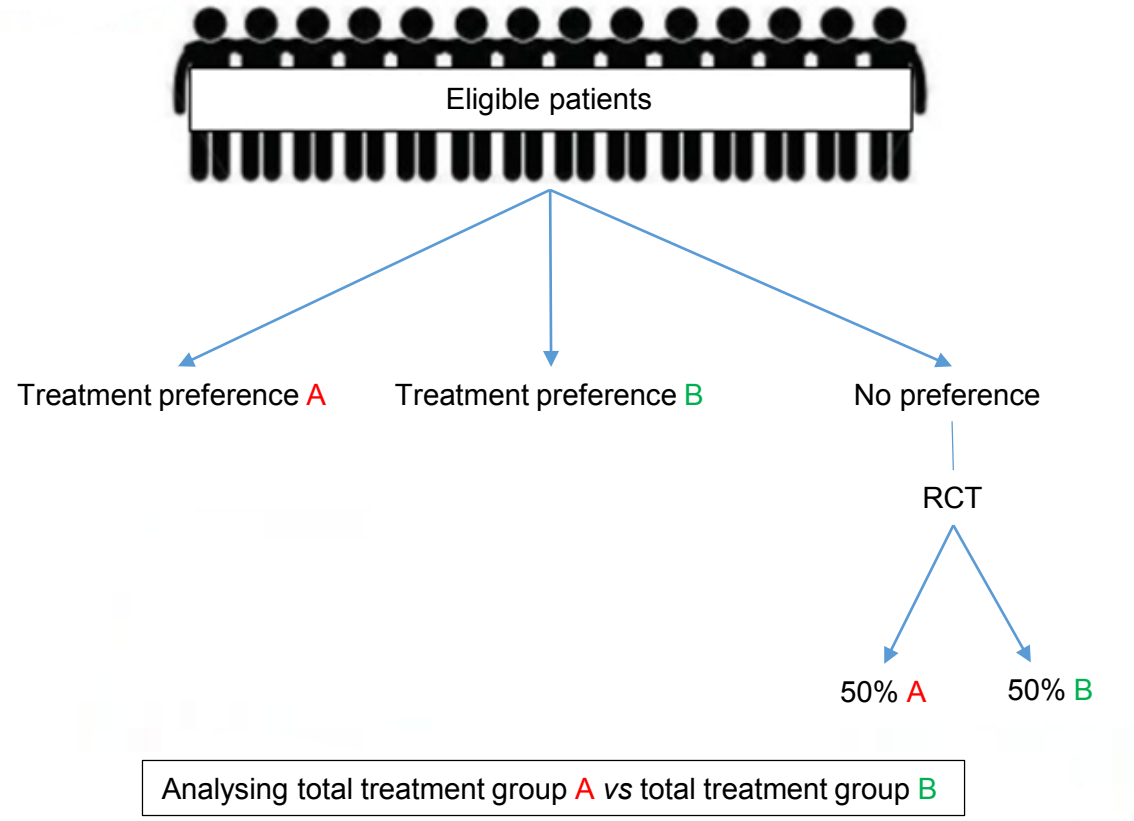 Eligible patients
Treatment preference A
Treatment preference B
No preference
RCT
50% A
50% B
Analysing total treatment group A vs total treatment group B